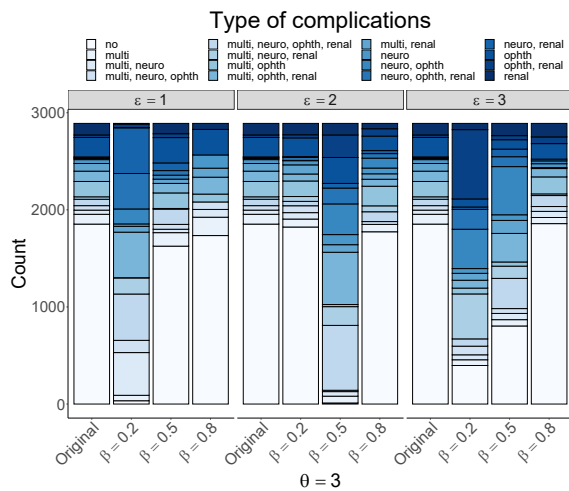 Type of complications
no
multi
multi, neuro
multi, neuro, ophth
multi, neuro, ophth, renal
multi, neuro, renal
multi, ophth
multi, ophth, renal
multi, renal
neuro
neuro, ophth
neuro, ophth, renal
neuro, renal
ophth
ophth, renal
renal
ε = 1 ε = 2 ε = 3
Count
3000
2000
1000
0
Original β = 0.2 β = 0.5 β = 0.8 Original β = 0.2 β = 0.5 β = 0.8 Original β = 0.2 β = 0.5 β = 0.8
θ = 3